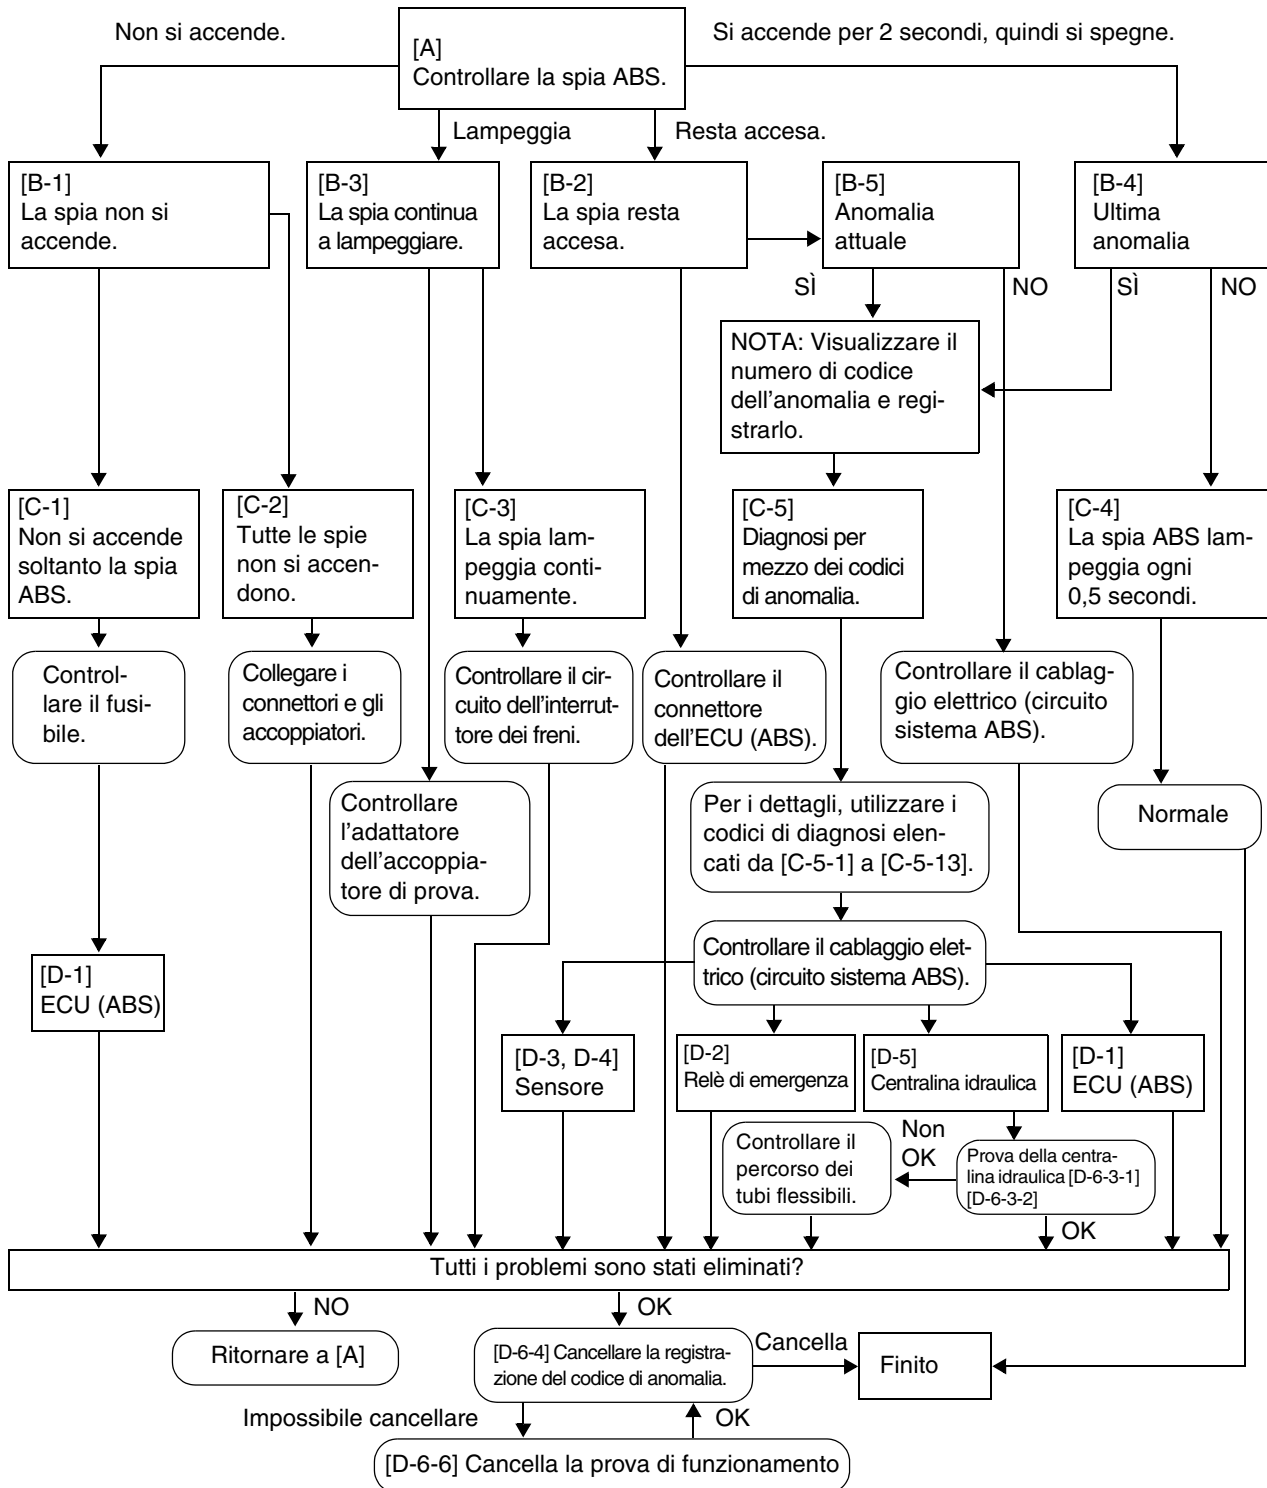 Non si accende.
[A]
Controllare la spia ABS.
Si accende per 2 secondi, quindi si spegne.
Lampeggia
Resta accesa.
[B-1]
La spia non si
accende.
[B-3]
La spia continua
a lampeggiare.
[B-2]
La spia resta
accesa.
[B-5]
Anomalia
attuale
[B-4]
Ultima
anomalia
SÌ
NO
SÌ
NO
NOTA: Visualizzare il
numero di codice
dell'anomalia e regi-
strarlo.
[C-1]
Non si accende
soltanto la spia
ABS.
[C-2]
Tutte le spie
non si accen-
dono.
[C-3]
La spia lam-
peggia conti-
nuamente.
[C-5]
Diagnosi per
mezzo dei codici
di anomalia.
[C-4]
La spia ABS lam-
peggia ogni
0,5 secondi.
Control-
lare il fusi-
bile.
Collegare i
connettori e gli
accoppiatori.
Controllare il cir-
cuito dell'interrut-
tore dei freni.
Controllare il
connettore
dell'ECU (ABS).
Controllare il cablag-
gio elettrico (circuito
sistema ABS).
Controllare
l'adattatore
dell'accoppia-
tore di prova.
Per i dettagli, utilizzare i
codici di diagnosi elen-
cati da [C-5-1] a [C-5-13].
Normale
Controllare il cablaggio elet-
trico (circuito sistema ABS).
[D-1]
ECU (ABS)
[D-3, D-4]
Sensore
[D-2]
Relè di emergenza
[D-5]
Centralina idraulica
[D-1]
ECU (ABS)
Controllare il
percorso dei
tubi flessibili.
Non
OK
Prova della centra-
lina idraulica [D-6-3-1]
[D-6-3-2]
OK
Tutti i problemi sono stati eliminati?
NO
OK
Ritornare a [A]
[D-6-4] Cancellare la registra-
zione del codice di anomalia.
Cancella
Finito
Impossibile cancellare
OK
[D-6-6] Cancella la prova di funzionamento